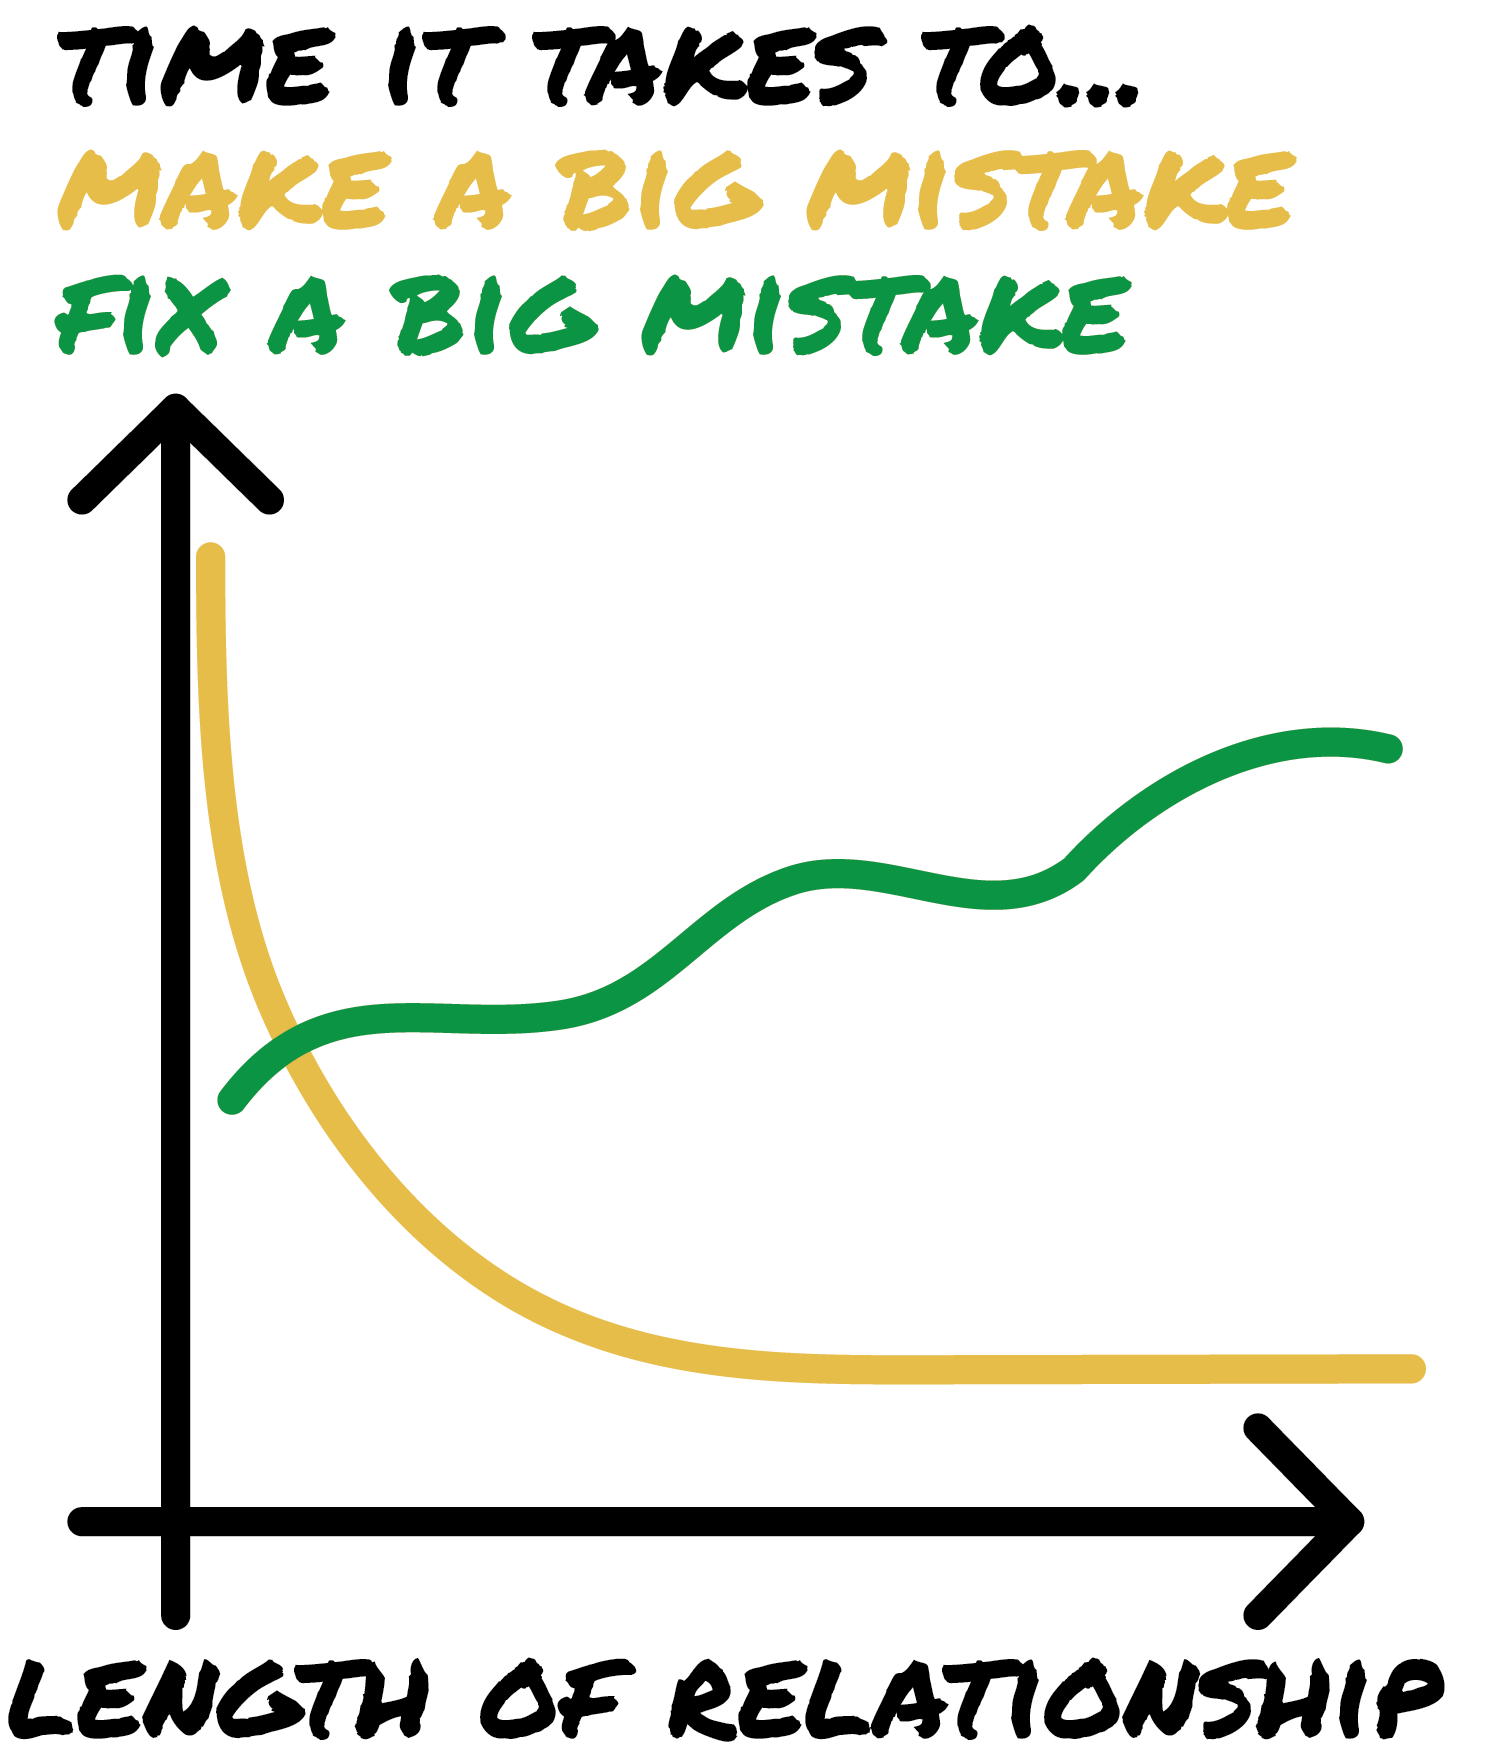 TIME IT TAKES TO...
MAKE A BIG MISTAKE
FIX A BIG MISTAKE
LENGTH OF RELATIONSHIP